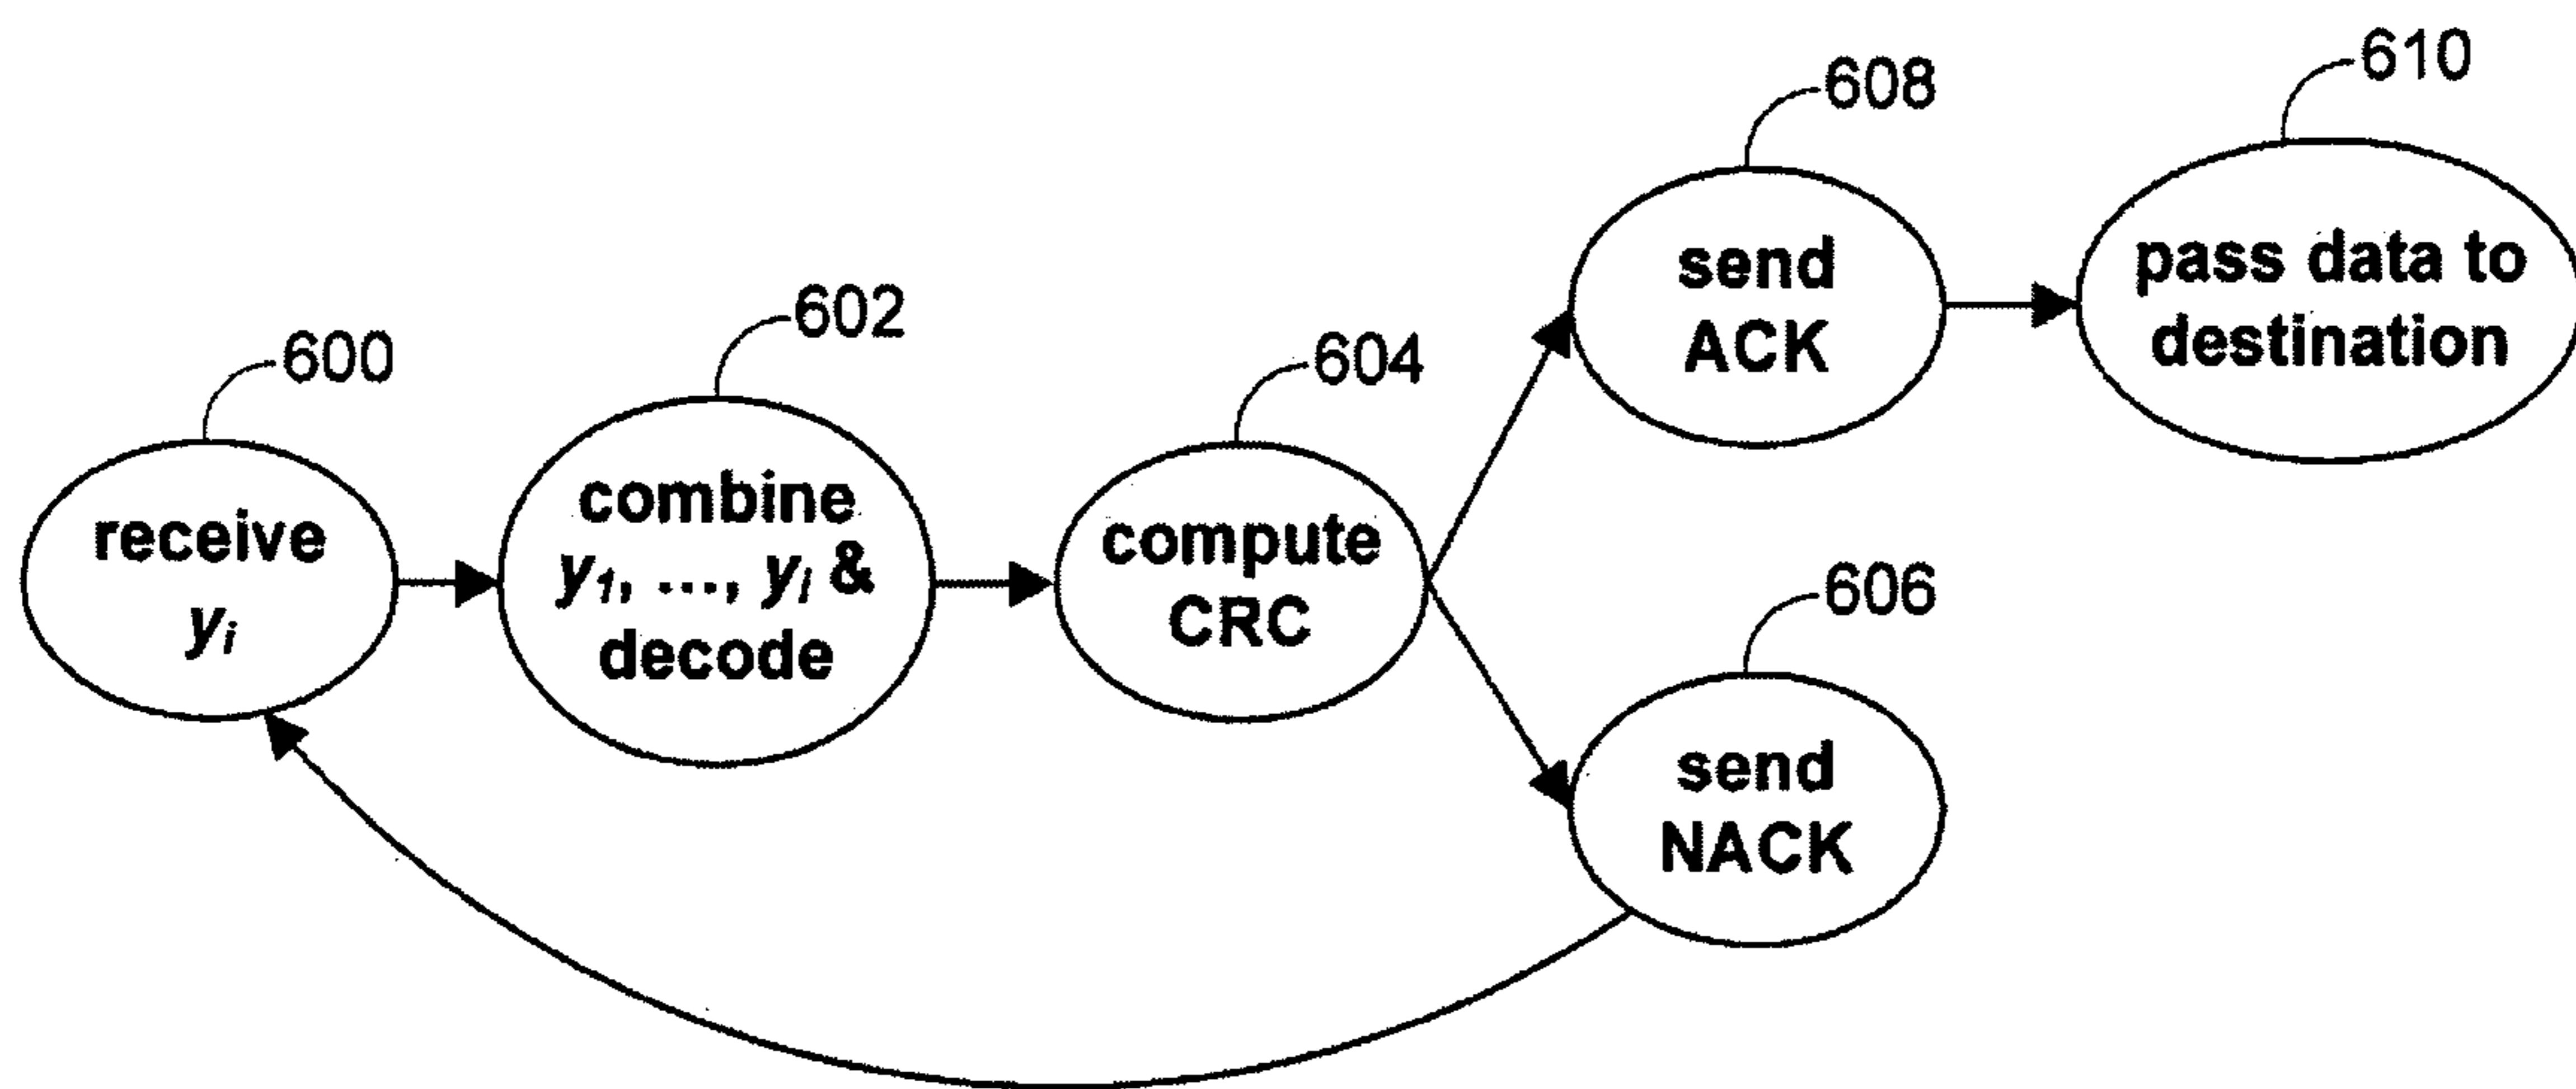 600
receive
yi
602
combine
y1, ..., yi &
decode
604
compute
CRC
608
send
ACK
610
pass data to
destination
606
send
NACK